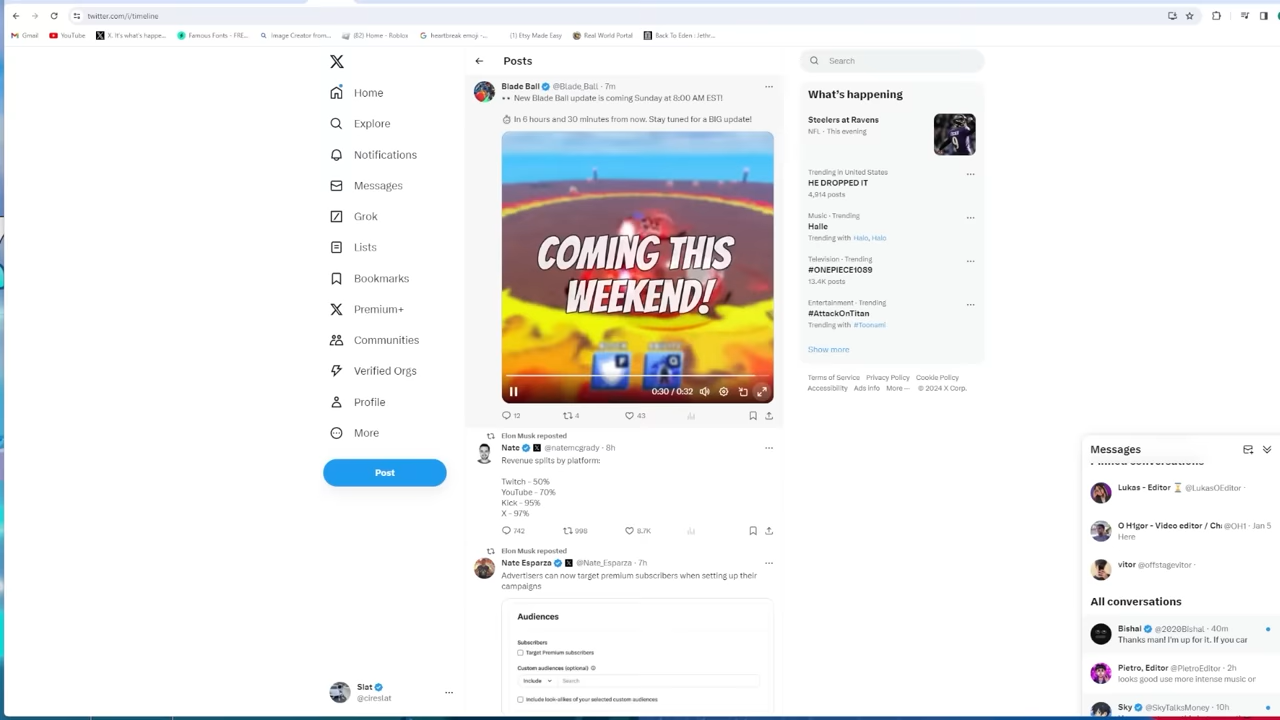 twitter.com/i/timeline
Gmail
YouTube
X. It's what's happe...
Famous Fonts - FRE...
Image Creator from...
(82) Home - Roblox
heartbreak emoji -...
(1) Etsy Made Easy
Real World Portal
Back To Eden | Jethr...
Home
Explore
Notifications
Messages
Grok
Lists
Bookmarks
Premium+
Communities
Verified Orgs
Profile
More
Post
Slat
@cireslat
Posts
Blade Ball @Blade_Ball · 7m
👀 New Blade Ball update is coming Sunday at 8:00 AM EST!
⏱ In 6 hours and 30 minutes from now. Stay tuned for a BIG update!
COMING THIS
WEEKEND!
F
Q
0:30 / 0:32
12 4 43
Elon Musk reposted
Nate @natemcgrady · 8h
Revenue splits by platform:
Twitch - 50%
YouTube - 70%
Kick - 95%
X - 97%
742 998 8.7K
Elon Musk reposted
Nate Esparza @Nate_Esparza · 7h
Advertisers can now target premium subscribers when setting up their
campaigns
Audiences
Subscribers
Target Premium subscribers
Custom audiences (optional)
Include Search
Include look-alikes of your selected custom audiences
Search
What's happening
Steelers at Ravens
NFL · This evening
Trending in United States
HE DROPPED IT
4,914 posts
Music · Trending
Halle
Trending with Halo, Halo
Television · Trending
#ONEPIECE1089
13.4K posts
Entertainment · Trending
#AttackOnTitan
Trending with #Toonami
Show more
Terms of Service Privacy Policy Cookie Policy
Accessibility Ads info More ··· © 2024 X Corp.
Messages
Pinned conversations
Lukas - Editor ⌛ @LukasOEditor ·
O H1gor - Video editor / Ch @OH1 · Jan 5
Here
vitor @offstagevitor ·
All conversations
Bishal @2020Bishal · 40m
Thanks man! I'm up for it. If you car
Pietro, Editor @PietroEditor · 2h
looks good use more intense music or
Sky @SkyTalksMoney · 10h